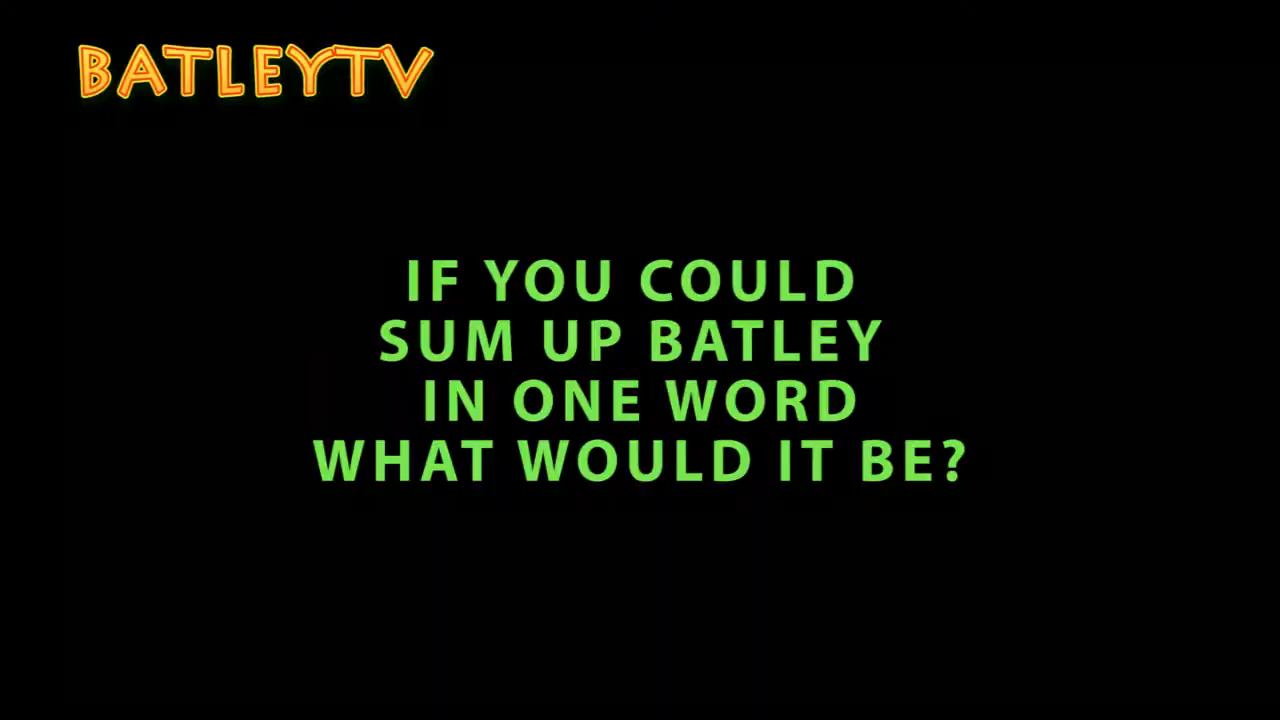 BATLEYTV
IF YOU COULD
SUM UP BATLEY
IN ONE WORD
WHAT WOULD IT BE?